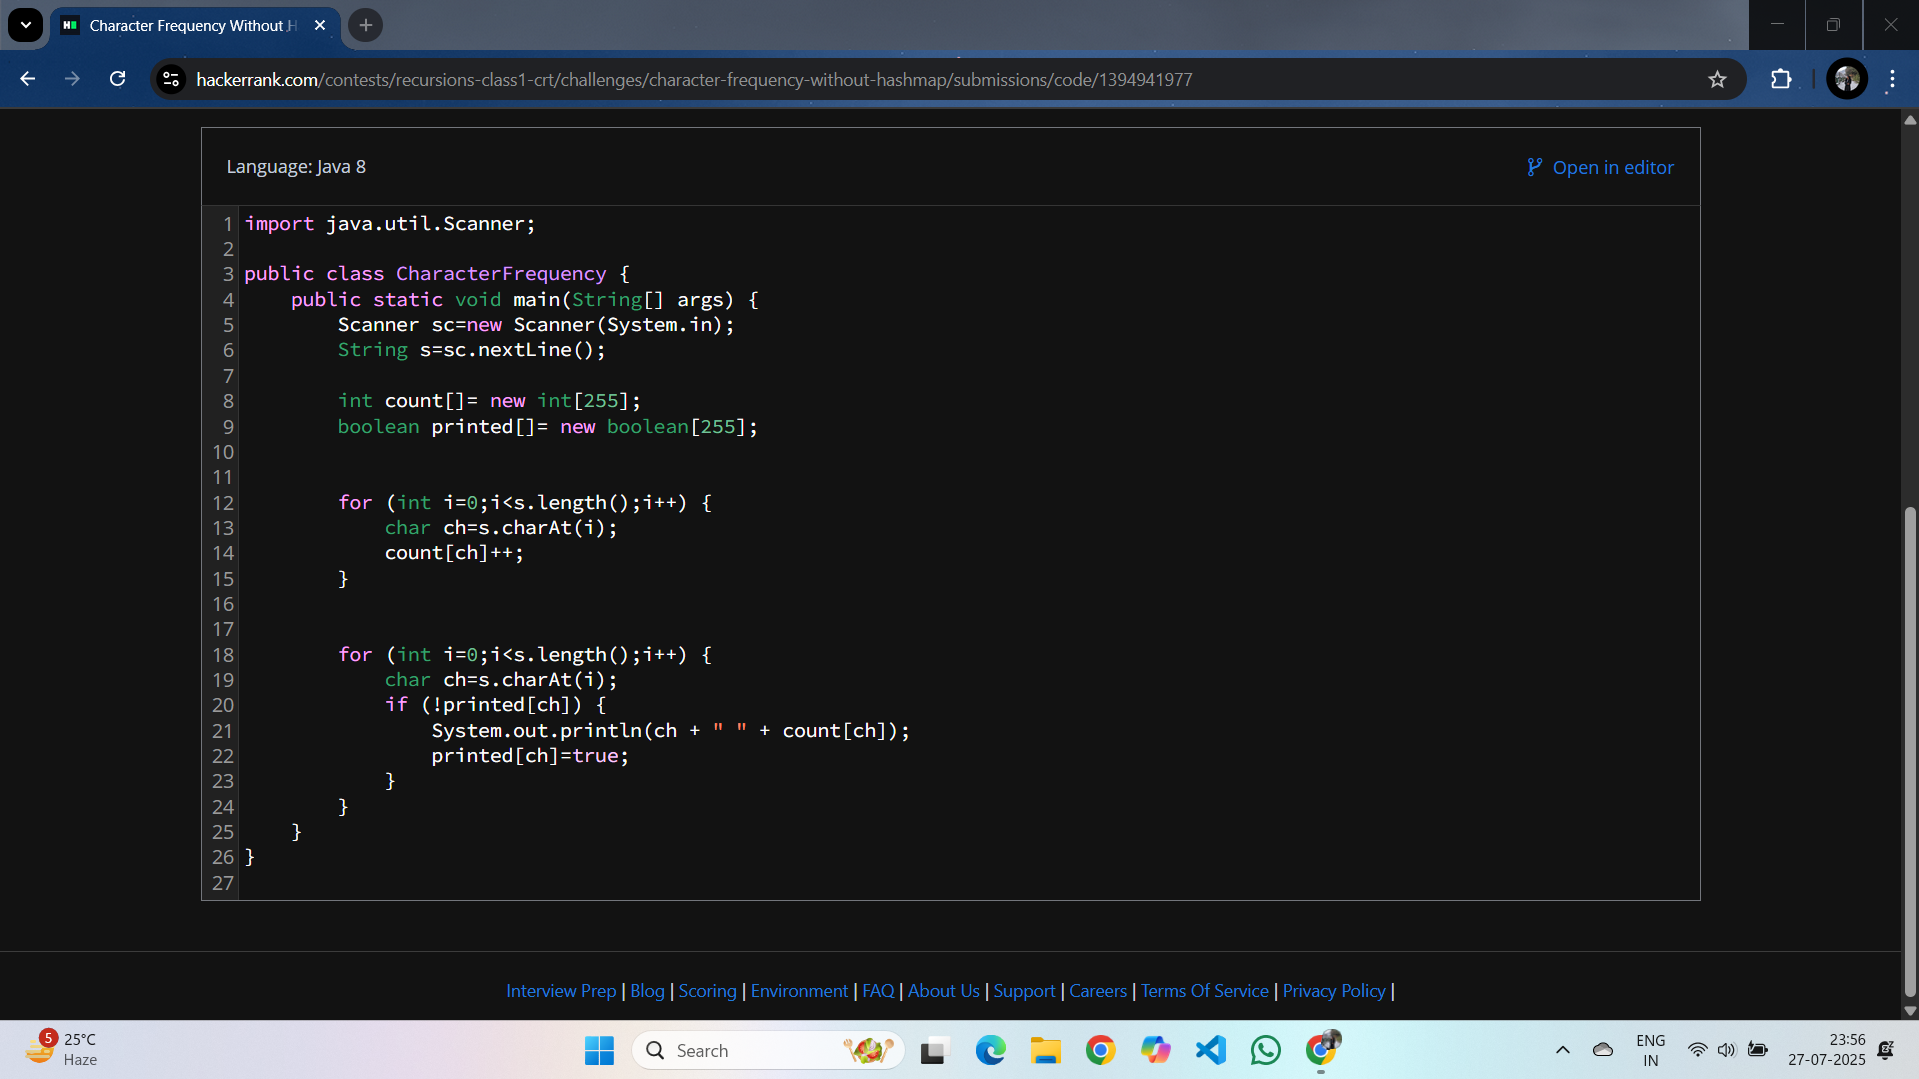 Character Frequency Without H
hackerrank.com/contests/recursions-class1-crt/challenges/character-frequency-without-hashmap/submissions/code/1394941977
Language: Java 8
Open in editor
1 import java.util.Scanner;
2
3 public class CharacterFrequency {
4     public static void main(String[] args) {
5         Scanner sc=new Scanner(System.in);
6         String s=sc.nextLine();
7
8         int count[]= new int[255];
9         boolean printed[]= new boolean[255];
10
11
12         for (int i=0;i<s.length();i++) {
13             char ch=s.charAt(i);
14             count[ch]++;
15         }
16
17
18         for (int i=0;i<s.length();i++) {
19             char ch=s.charAt(i);
20             if (!printed[ch]) {
21                 System.out.println(ch + " " + count[ch]);
22                 printed[ch]=true;
23             }
24         }
25     }
26 }
27
Interview Prep | Blog | Scoring | Environment | FAQ | About Us | Support | Careers | Terms Of Service | Privacy Policy |
5
25°C
Haze
Search
ENG
IN
23:56
27-07-2025